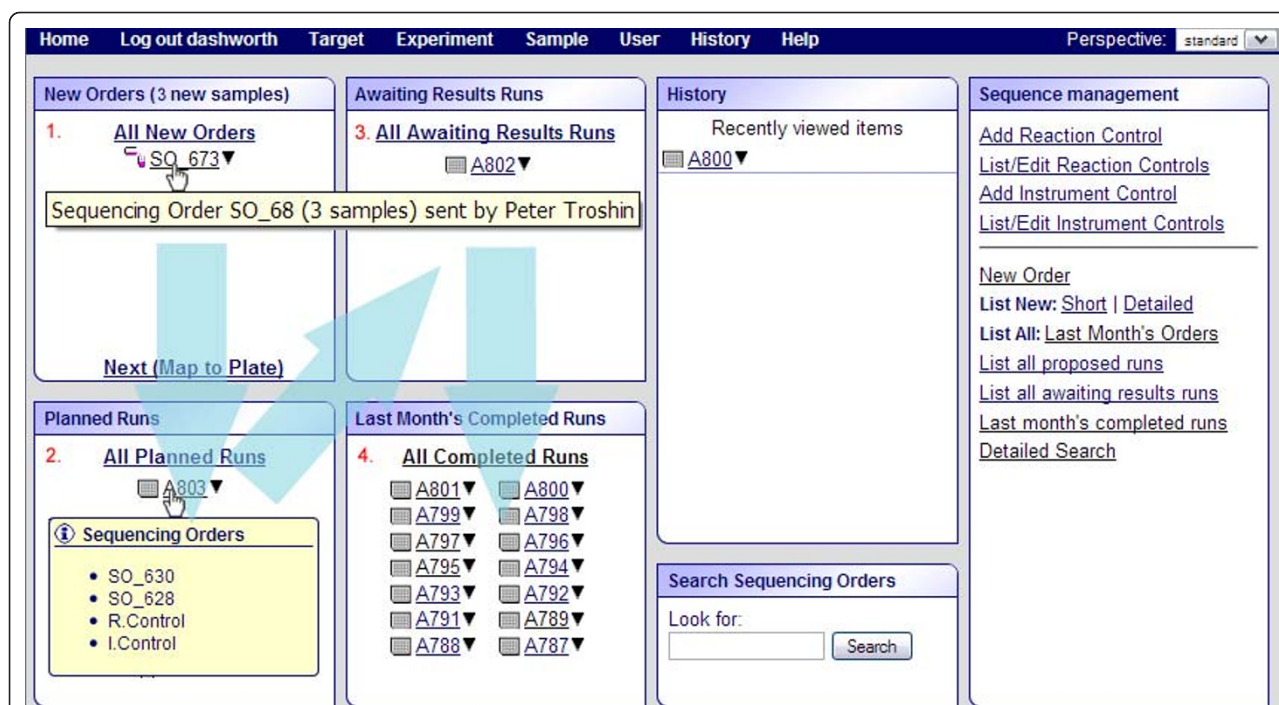 Home Log out dashworth Target Experiment Sample User History Help Perspective: standard
New Orders (3 new samples)
1. All New Orders
SO_673▼
Sequencing Order SO_68 (3 samples) sent by Peter Troshin
Next (Map to Plate)
Planned Runs
2. All Planned Runs
A803▼
Sequencing Orders
• SO_630
• SO_628
• R.Control
• I.Control
Awaiting Results Runs
3. All Awaiting Results Runs
A802▼
Last Month's Completed Runs
4. All Completed Runs
A801▼ A800▼
A799▼ A798▼
A797▼ A796▼
A795▼ A794▼
A793▼ A792▼
A791▼ A789▼
A788▼ A787▼
History
Recently viewed items
A800▼
Search Sequencing Orders
Look for:
Search
Sequence management
Add Reaction Control
List/Edit Reaction Controls
Add Instrument Control
List/Edit Instrument Controls
New Order
List New: Short | Detailed
List All: Last Month's Orders
List all proposed runs
List all awaiting results runs
Last month's completed runs
Detailed Search